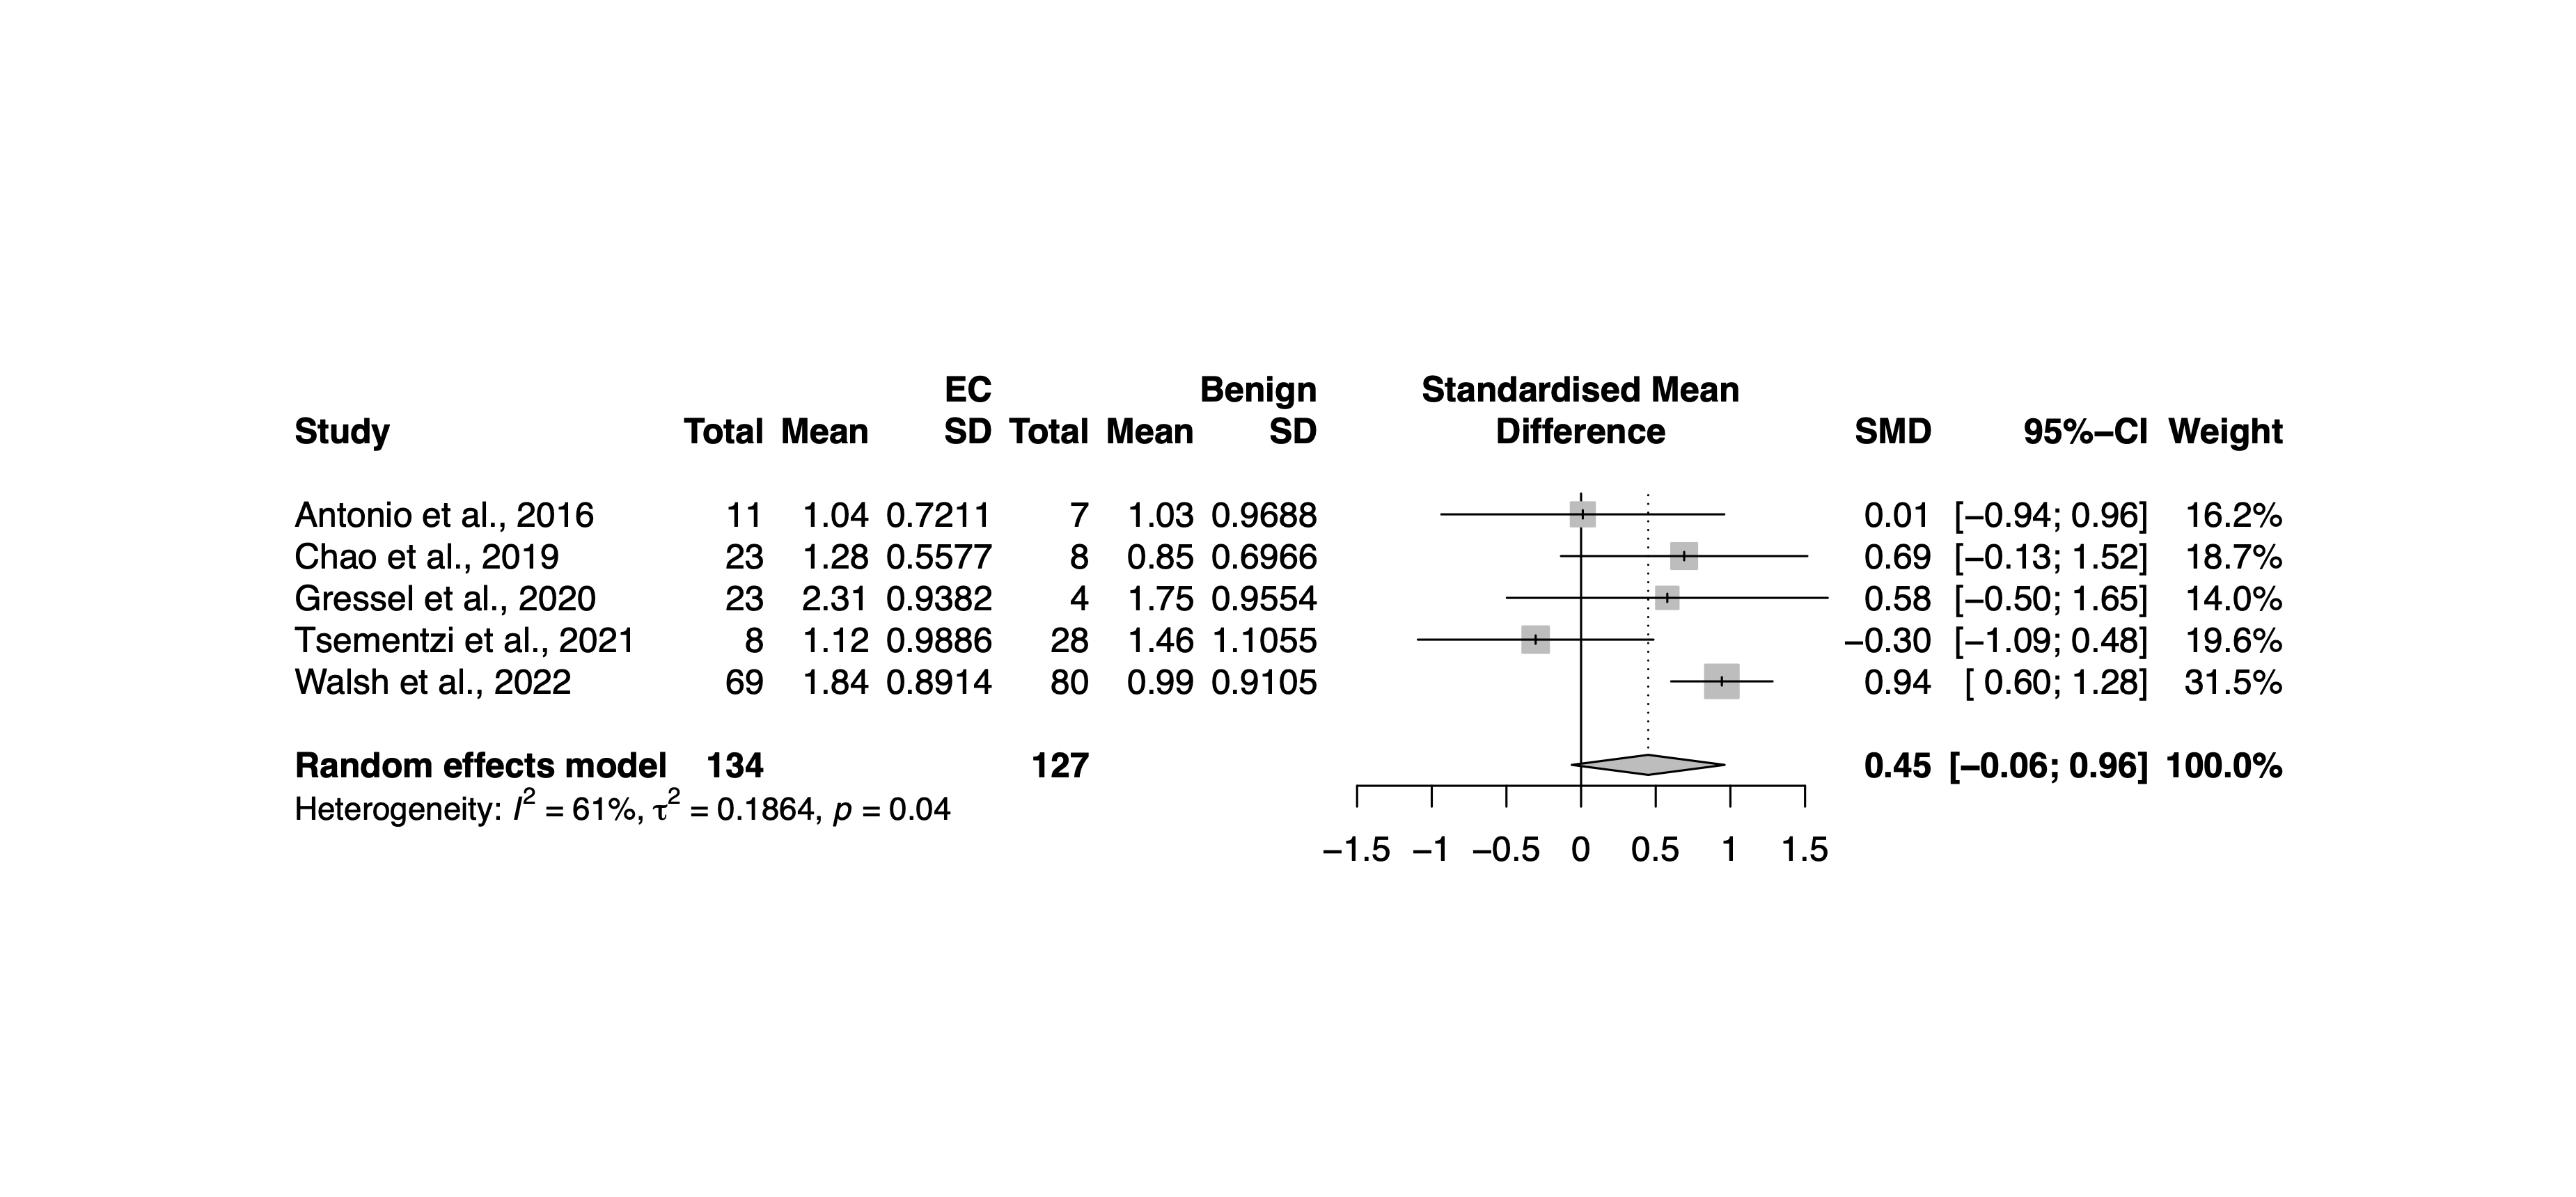 EC Benign Standardised Mean
Study Total Mean SD Total Mean SD Difference SMD 95%–CI Weight
Antonio et al., 2016 11 1.04 0.7211 7 1.03 0.9688 0.01 [−0.94; 0.96] 16.2%
Chao et al., 2019 23 1.28 0.5577 8 0.85 0.6966 0.69 [−0.13; 1.52] 18.7%
Gressel et al., 2020 23 2.31 0.9382 4 1.75 0.9554 0.58 [−0.50; 1.65] 14.0%
Tsementzi et al., 2021 8 1.12 0.9886 28 1.46 1.1055 −0.30 [−1.09; 0.48] 19.6%
Walsh et al., 2022 69 1.84 0.8914 80 0.99 0.9105 0.94 [ 0.60; 1.28] 31.5%
Random effects model 134 127 0.45 [−0.06; 0.96] 100.0%
Heterogeneity: I² = 61%, τ² = 0.1864, p = 0.04
−1.5 −1 −0.5 0 0.5 1 1.5